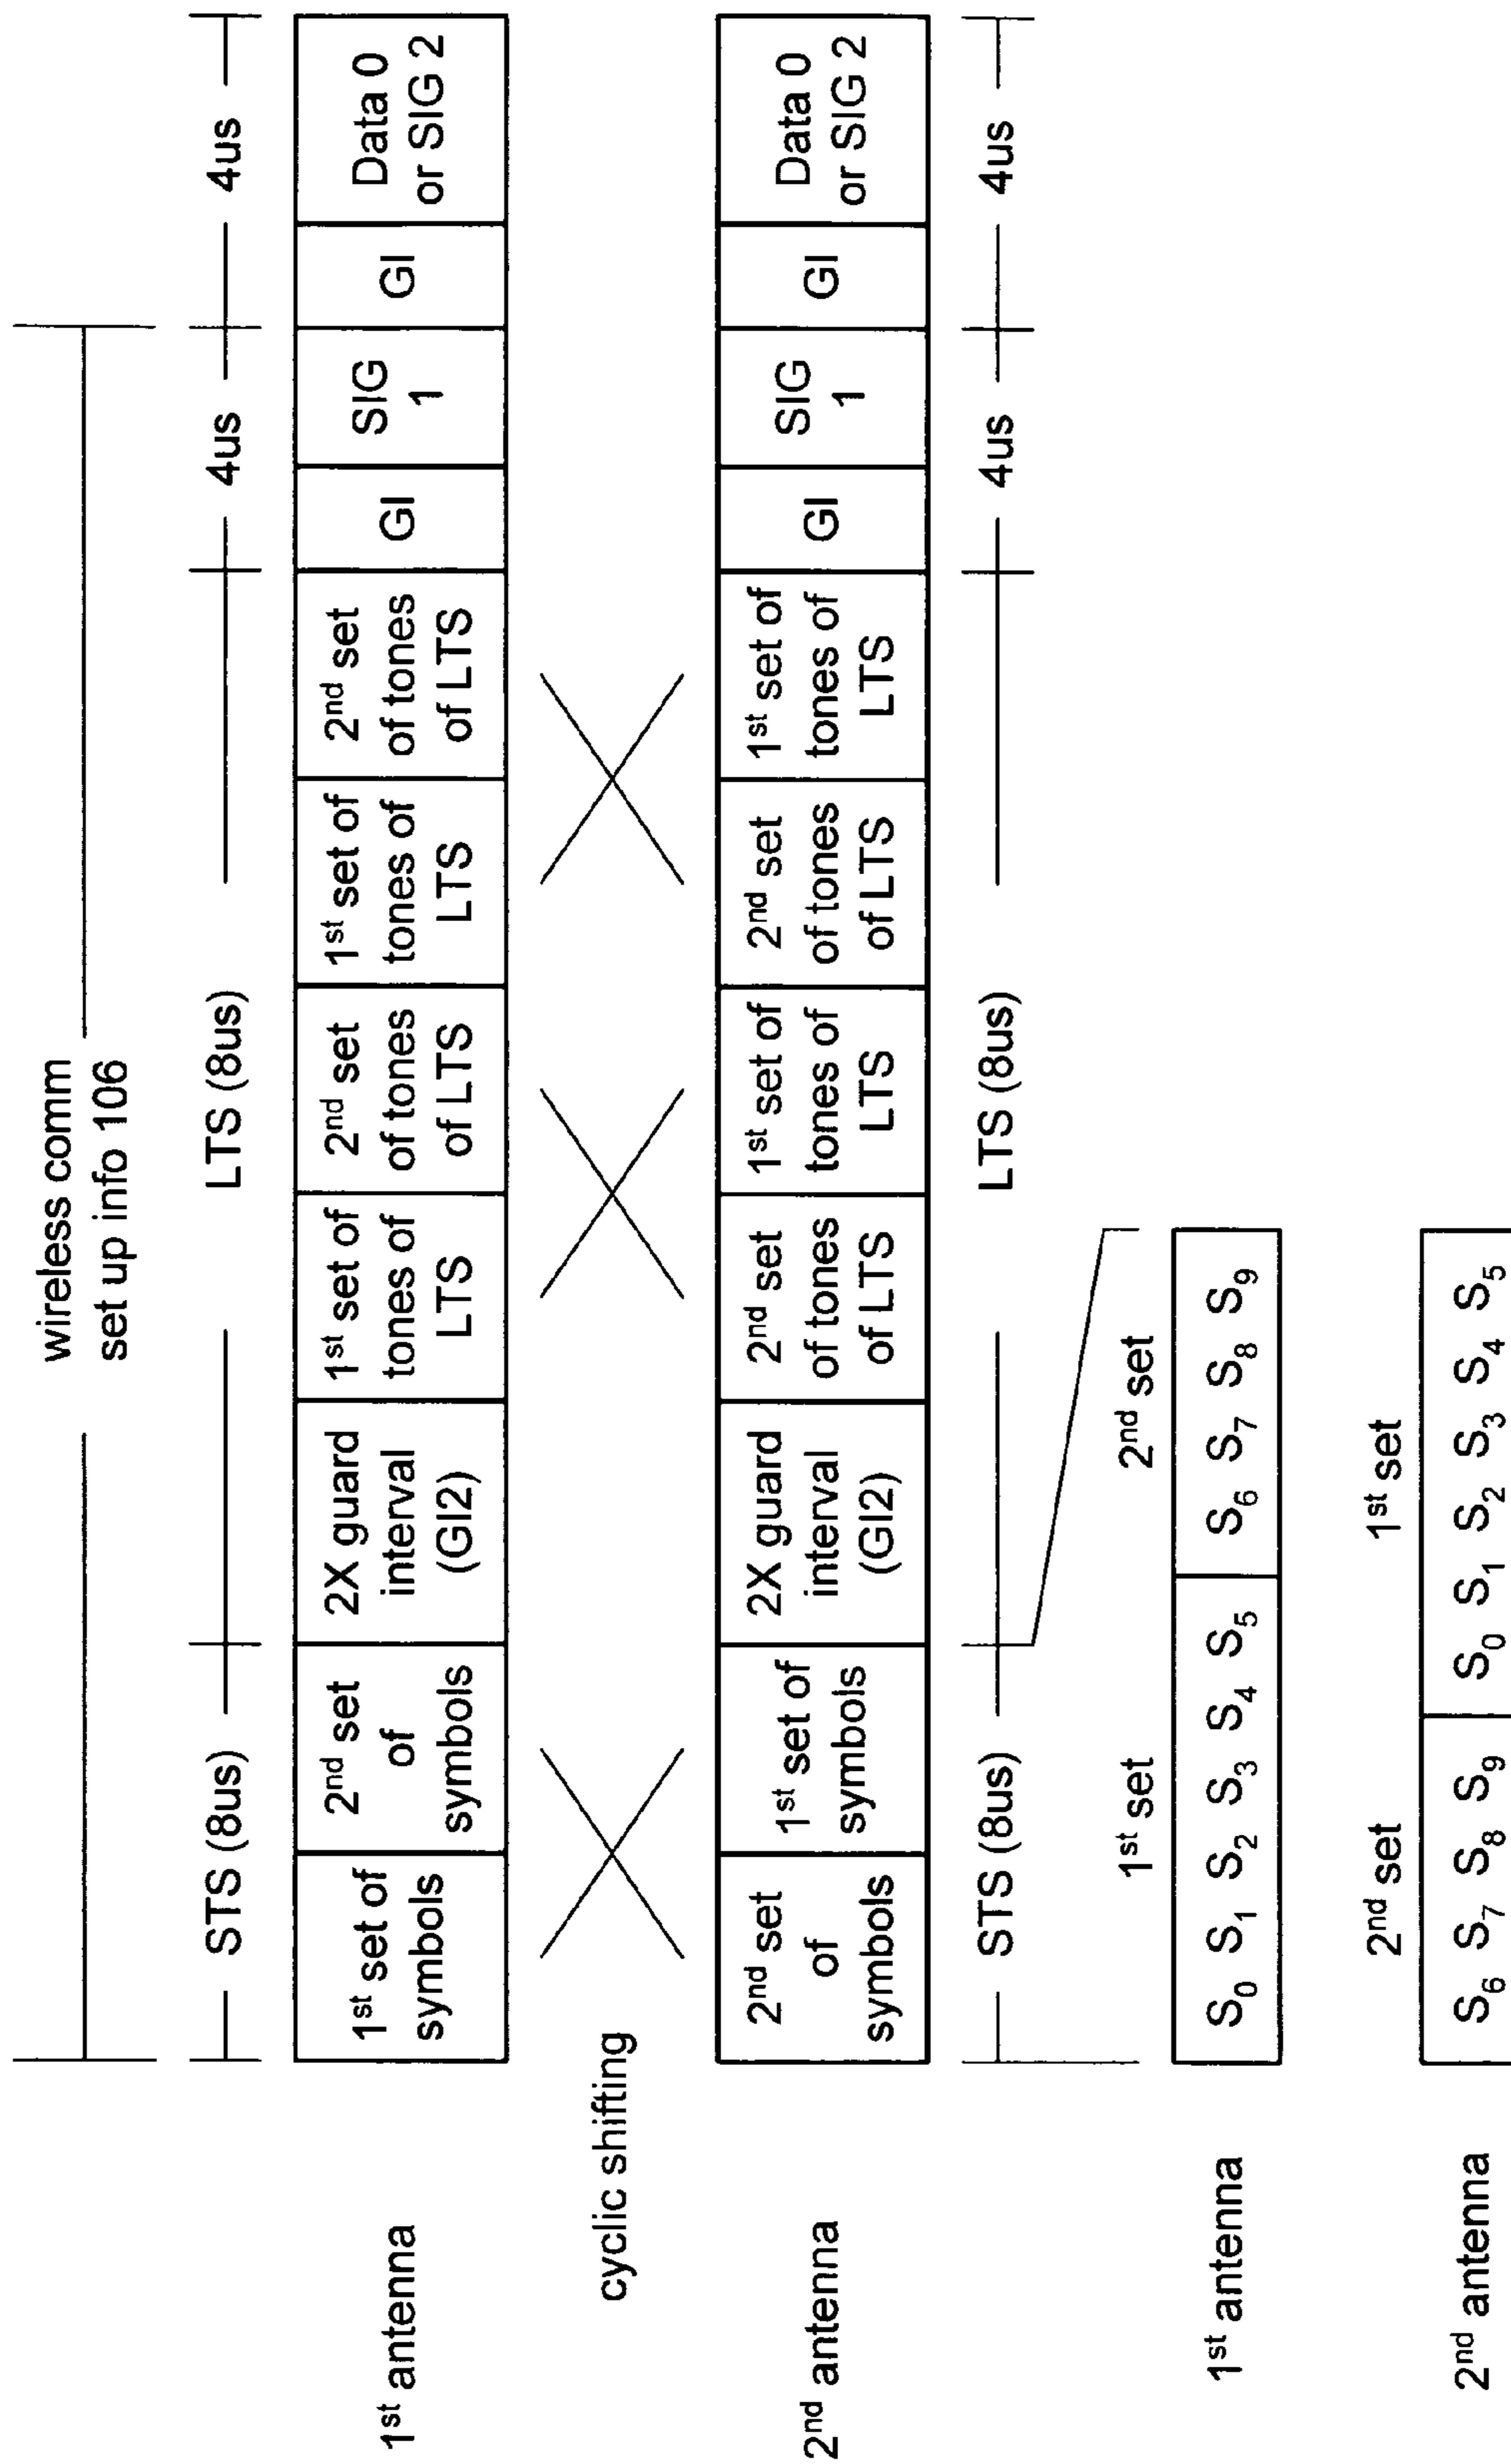 wireless comm
set up info 106
STS (8us)
LTS (8us)
4us
4us
1st antenna
1st set of
symbols
2nd set
of
symbols
2X guard
interval
(GI2)
1st set of
tones of
LTS
2nd set
of tones
of LTS
1st set of
tones of
LTS
2nd set
of tones
of LTS
GI
SIG
1
GI
Data 0
or SIG 2
cyclic shifting
2nd antenna
2nd set
of
symbols
1st set of
symbols
2X guard
interval
(GI2)
2nd set
of tones
of LTS
1st set of
tones of
LTS
2nd set
of tones
of LTS
1st set of
tones of
LTS
GI
SIG
1
GI
Data 0
or SIG 2
STS (8us)
LTS (8us)
4us
4us
1st set
2nd set
1st antenna
S0 S1 S2 S3 S4 S5
S6 S7 S8 S9
2nd set
1st set
2nd antenna
S6 S7 S8 S9
S0 S1 S2 S3 S4 S5